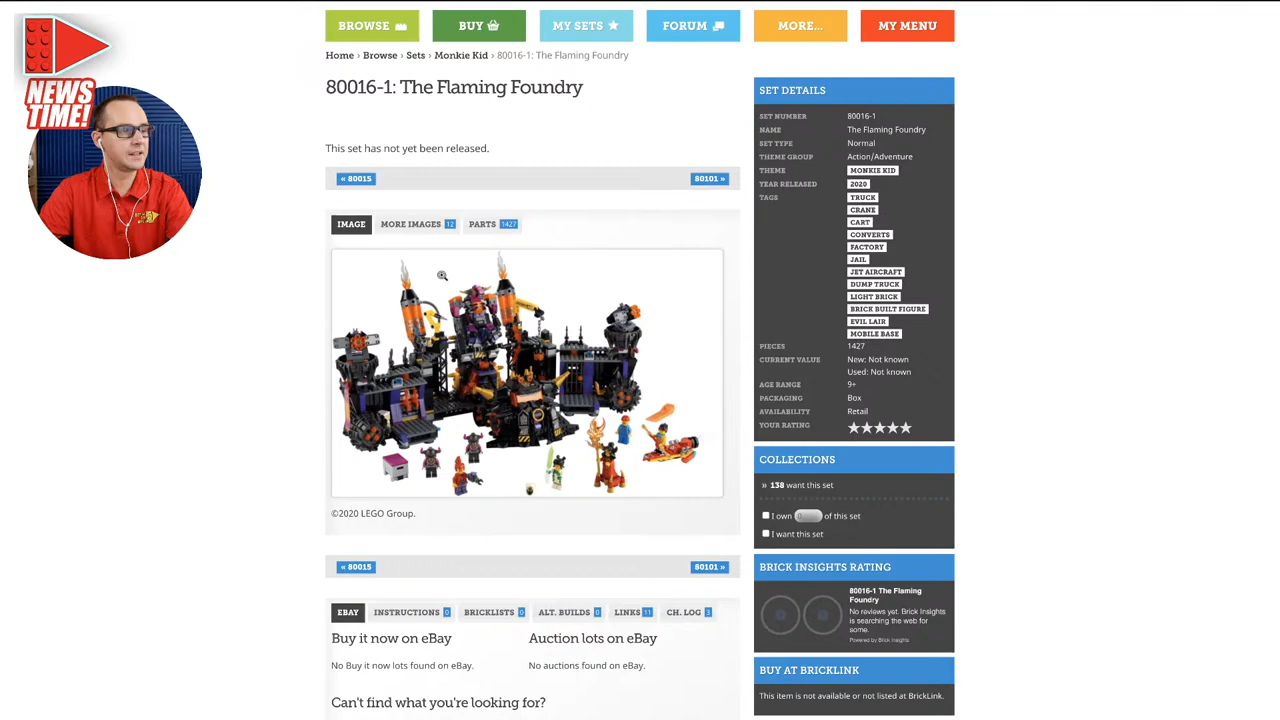 BROWSE
BUY
MY SETS
FORUM
MORE...
MY MENU
NEWS
TIME!
Home › Browse › Sets › Monkie Kid › 80016-1: The Flaming Foundry
80016-1: The Flaming Foundry
This set has not yet been released.
« 80015
80101 »
IMAGE
MORE IMAGES 12
PARTS 1427
©2020 LEGO Group.
« 80015
80101 »
EBAY
INSTRUCTIONS 0
BRICKLISTS 0
ALT. BUILDS 0
LINKS 11
CH. LOG 3
Buy it now on eBay
Auction lots on eBay
No Buy it now lots found on eBay.
No auctions found on eBay.
Can't find what you're looking for?
SET DETAILS
SET NUMBER 80016-1
NAME The Flaming Foundry
SET TYPE Normal
THEME GROUP Action/Adventure
THEME MONKIE KID
YEAR RELEASED 2020
TAGS TRUCK
CRANE
CART
CONVERTS
FACTORY
JAIL
JET AIRCRAFT
DUMP TRUCK
LIGHT BRICK
BRICK BUILT FIGURE
EVIL LAIR
MOBILE BASE
PIECES 1427
CURRENT VALUE New: Not known
Used: Not known
AGE RANGE 9+
PACKAGING Box
AVAILABILITY Retail
YOUR RATING
COLLECTIONS
» 138 want this set
I own 0 of this set
I want this set
BRICK INSIGHTS RATING
80016-1 The Flaming
Foundry
No reviews yet. Brick Insights
is searching the web for
some.
Powered by Brick Insights
BUY AT BRICKLINK
This item is not available or not listed at BrickLink.